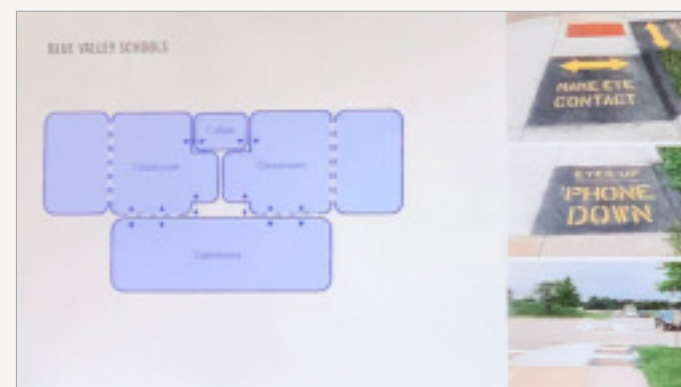 BLUE VALLEY SCHOOLS
Classroom
Classroom
Commons
MAKE EYE
CONTACT
EYES UP
PHONE
DOWN